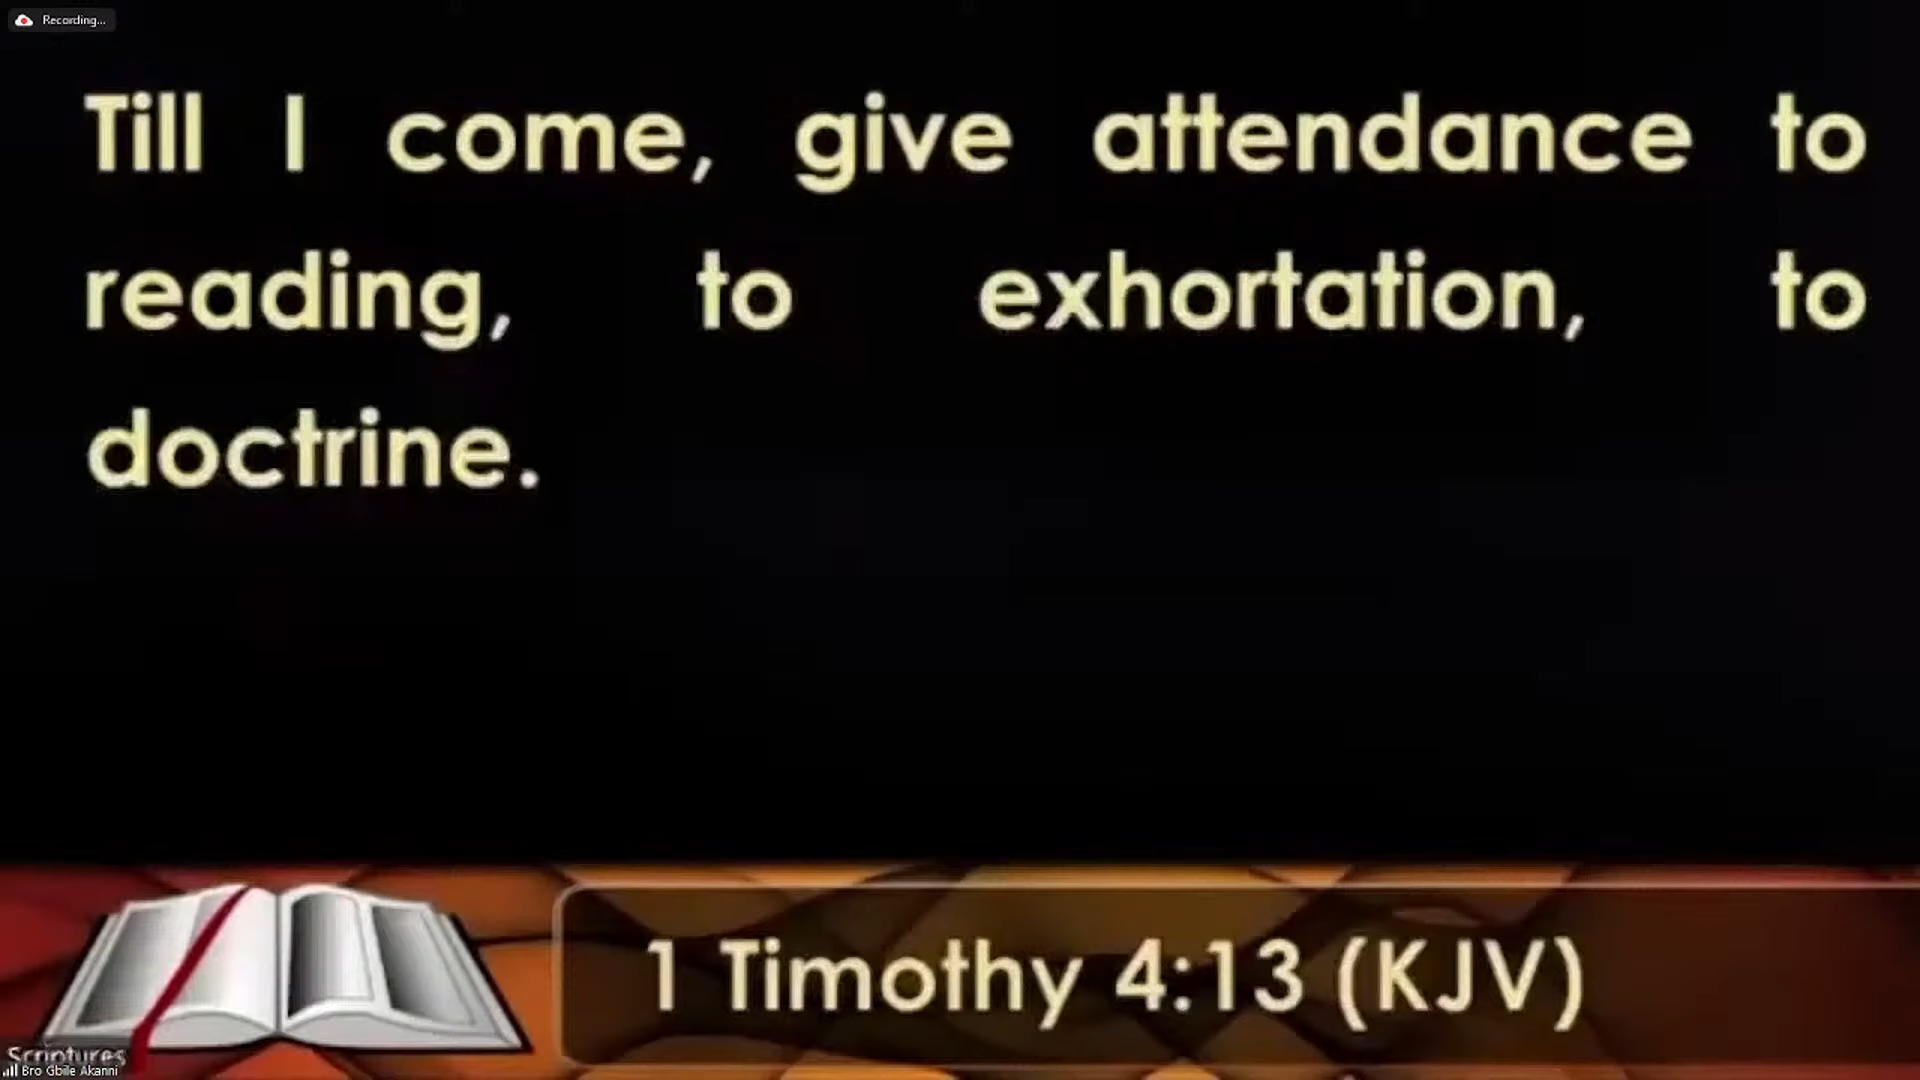 Recording...
Till I come, give attendance to
reading, to exhortation, to
doctrine.
1 Timothy 4:13 (KJV)
Scriptures
Bro Gbile Akanni